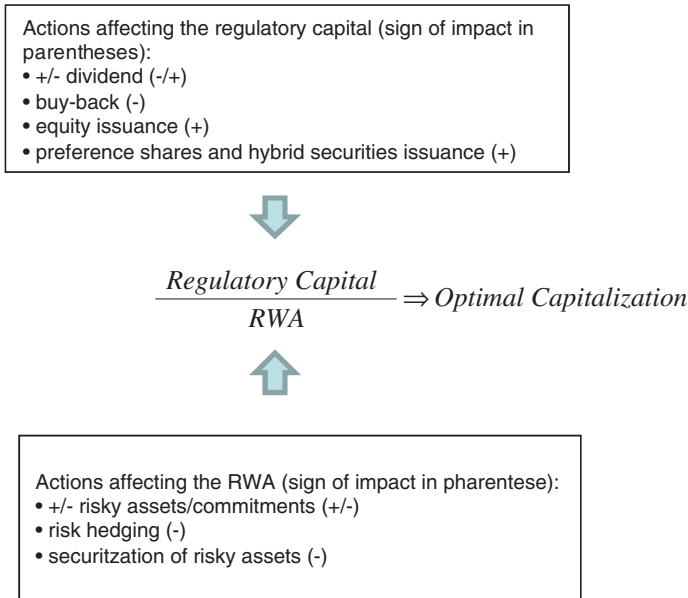 Actions affecting the regulatory capital (sign of impact in
parentheses):
• +/- dividend (-/+)
• buy-back (-)
• equity issuance (+)
• preference shares and hybrid securities issuance (+)
Regulatory Capital
RWA
⇒ Optimal Capitalization
Actions affecting the RWA (sign of impact in pharentese):
• +/- risky assets/commitments (+/-)
• risk hedging (-)
• securitzation of risky assets (-)